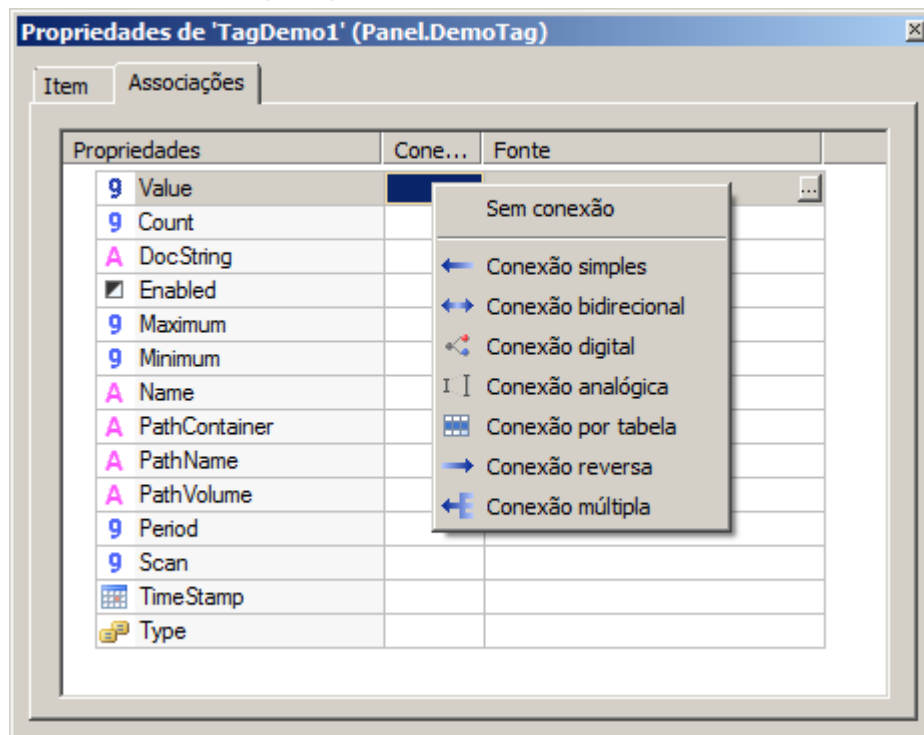 Propriedades de 'TagDemo1' (Panel.DemoTag)
Item Associações
Propriedades Cone... Fonte
Value ...
Count
DocString
Enabled
Maximum
Minimum
Name
PathContainer
PathName
PathVolume
Period
Scan
TimeStamp
Type
Sem conexão
Conexão simples
Conexão bidirecional
Conexão digital
Conexão analógica
Conexão por tabela
Conexão reversa
Conexão múltipla